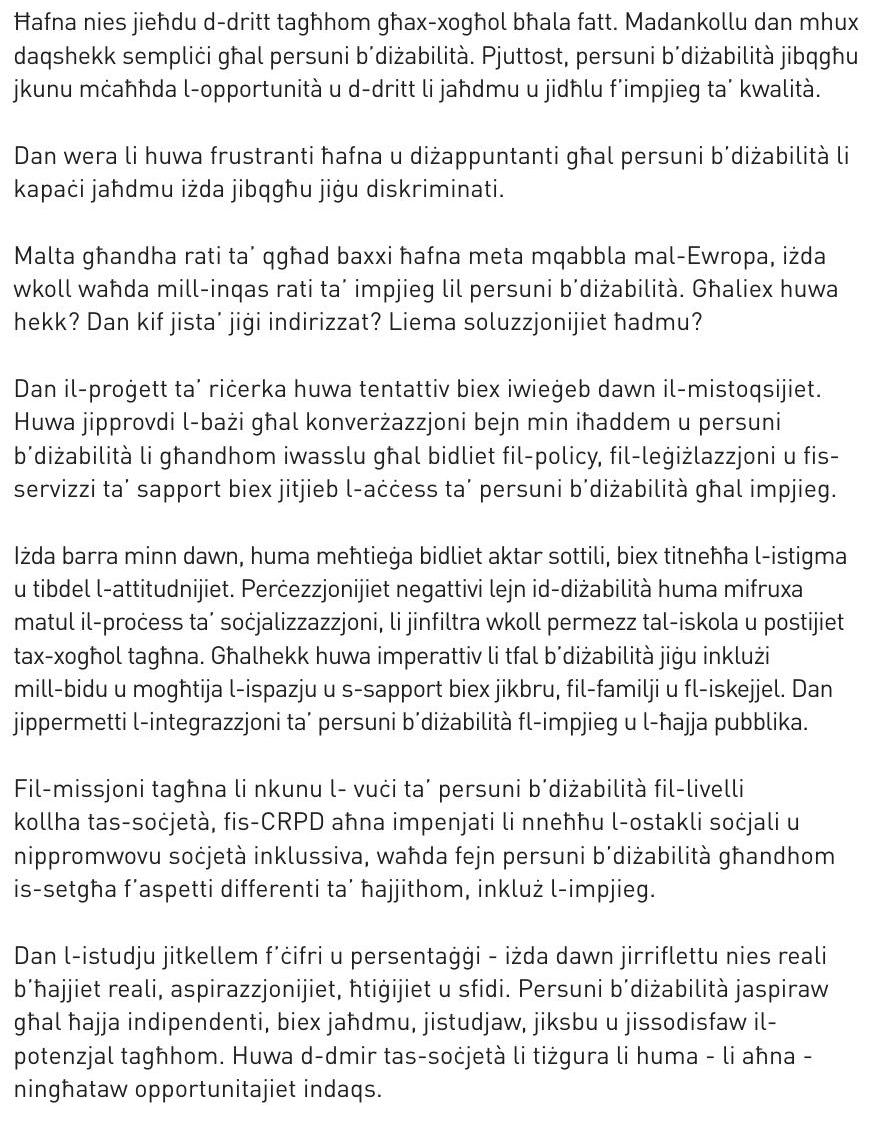 Ħafna nies jieħdu d-dritt tagħhom għax-xogħol bħala fatt. Madankollu dan mhux
daqshekk sempliċi għal persuni b’diżabilità. Pjuttost, persuni b’diżabilità jibqgħu
jkunu mċaħħda l-opportunità u d-dritt li jaħdmu u jidħlu f’impjieg ta’ kwalità.

Dan wera li huwa frustranti ħafna u diżappuntanti għal persuni b’diżabilità li
kapaċi jaħdmu iżda jibqgħu jiġu diskriminati.

Malta għandha rati ta’ qgħad baxxi ħafna meta mqabbla mal-Ewropa, iżda
wkoll waħda mill-inqas rati ta’ impjieg lil persuni b’diżabilità. Għaliex huwa
hekk? Dan kif jista’ jiġi indirizzat? Liema soluzzjonijiet ħadmu?

Dan il-proġett ta’ riċerka huwa tentattiv biex iwieġeb dawn il-mistoqsijiet.
Huwa jipprovdi l-bażi għal konverżazzjoni bejn min iħaddem u persuni
b’diżabilità li għandhom iwasslu għal bidliet fil-policy, fil-leġiżlazzjoni u fis-
servizzi ta’ sapport biex jitjieb l-aċċess ta’ persuni b’diżabilità għal impjieg.

Iżda barra minn dawn, huma meħtieġa bidliet aktar sottili, biex titneħħa l-istigma
u tibdel l-attitudnijiet. Perċezzjonijiet negattivi lejn id-diżabilità huma mifruxa
matul il-proċess ta’ soċjalizzazzjoni, li jinfiltra wkoll permezz tal-iskola u postijiet
tax-xogħol tagħna. Għalhekk huwa imperattiv li tfal b’diżabilità jiġu inklużi
mill-bidu u mogħtija l-ispazju u s-sapport biex jikbru, fil-familji u fl-iskejjel. Dan
jippermetti l-integrazzjoni ta’ persuni b’diżabilità fl-impjieg u l-ħajja pubblika.

Fil-missjoni tagħna li nkunu l- vuċi ta’ persuni b’diżabilità fil-livelli
kollha tas-soċjetà, fis-CRPD aħna impenjati li nneħħu l-ostakli soċjali u
nippromwovu soċjetà inklussiva, waħda fejn persuni b’diżabilità għandhom
is-setgħa f’aspetti differenti ta’ ħajjithom, inkluż l-impjieg.

Dan l-istudju jitkellem f’ċifri u persentaġġi - iżda dawn jirriflettu nies reali
b’ħajjiet reali, aspirazzjonijiet, ħtiġijiet u sfidi. Persuni b’diżabilità jaspiraw
għal ħajja indipendenti, biex jaħdmu, jistudjaw, jiksbu u jissodisfaw il-
potenzjal tagħhom. Huwa d-dmir tas-soċjetà li tiżgura li huma - li aħna -
ningħataw opportunitajiet indaqs.